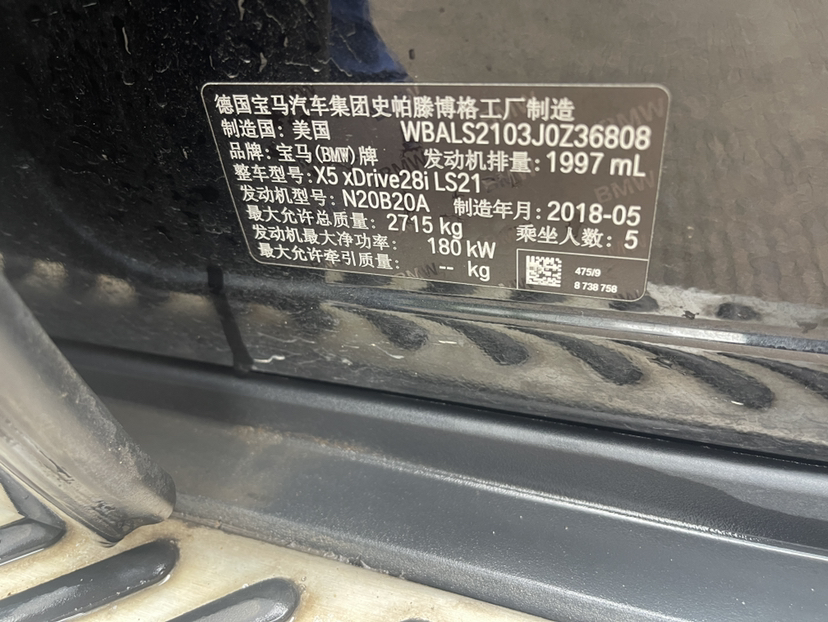 德国宝马汽车集团史帕滕博格工厂制造
制造国: 美国 WBALS2103J0Z36808
品牌: 宝马(BMW)牌 发动机排量: 1997 mL
整车型号: X5 xDrive28i LS21
发动机型号: N20B20A 制造年月: 2018-05
最大允许总质量: 2715 kg 乘坐人数: 5
发动机最大净功率: 180 kW
最大允许牵引质量: -- kg
475/9
8 738 758